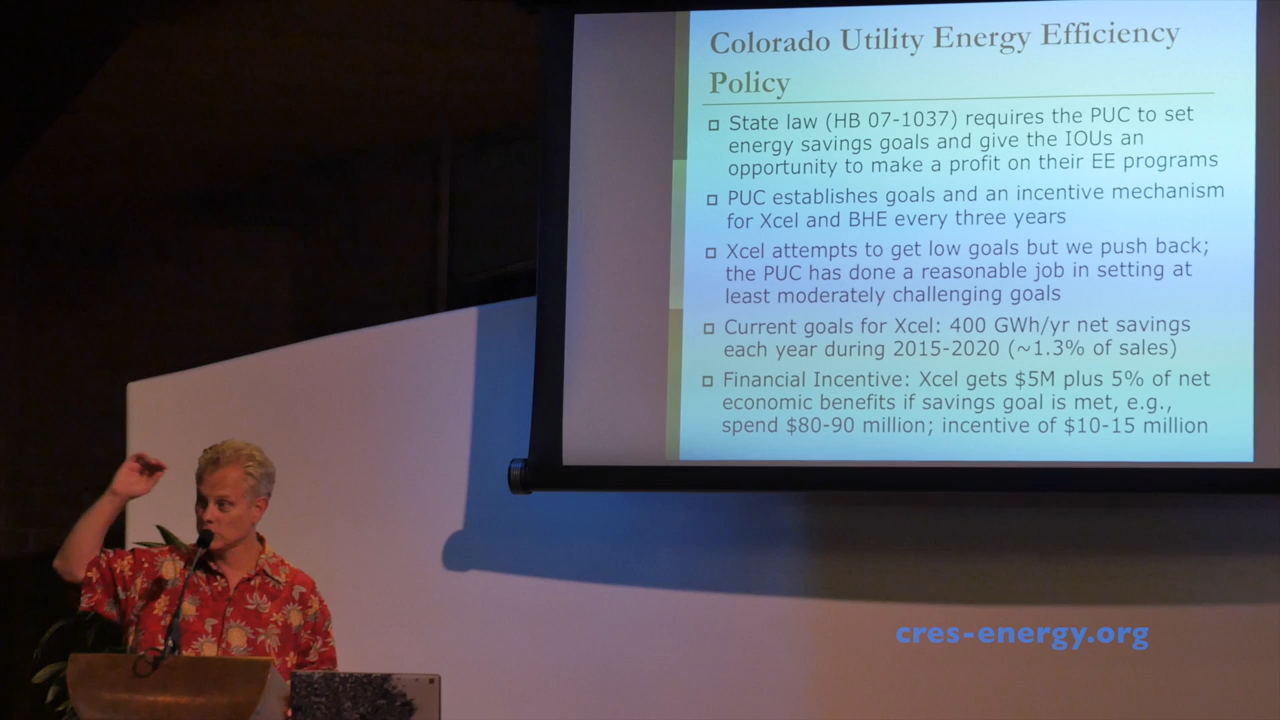 Colorado Utility Energy Efficiency
Policy
State law (HB 07-1037) requires the PUC to set
energy savings goals and give the IOUs an
opportunity to make a profit on their EE programs
PUC establishes goals and an incentive mechanism
for Xcel and BHE every three years
Xcel attempts to get low goals but we push back;
the PUC has done a reasonable job in setting at
least moderately challenging goals
Current goals for Xcel: 400 GWh/yr net savings
each year during 2015-2020 (~1.3% of sales)
Financial Incentive: Xcel gets $5M plus 5% of net
economic benefits if savings goal is met, e.g.,
spend $80-90 million; incentive of $10-15 million
cres-energy.org